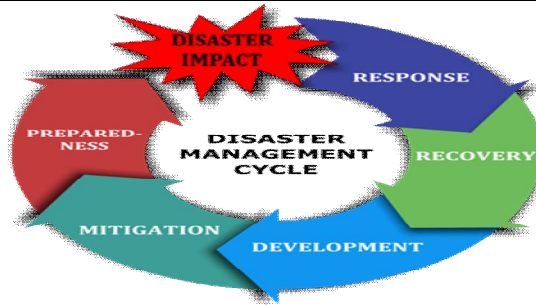 DISASTER
IMPACT
RESPONSE
RECOVERY
DEVELOPMENT
MITIGATION
PREPARED-
NESS
DISASTER
MANAGEMENT
CYCLE